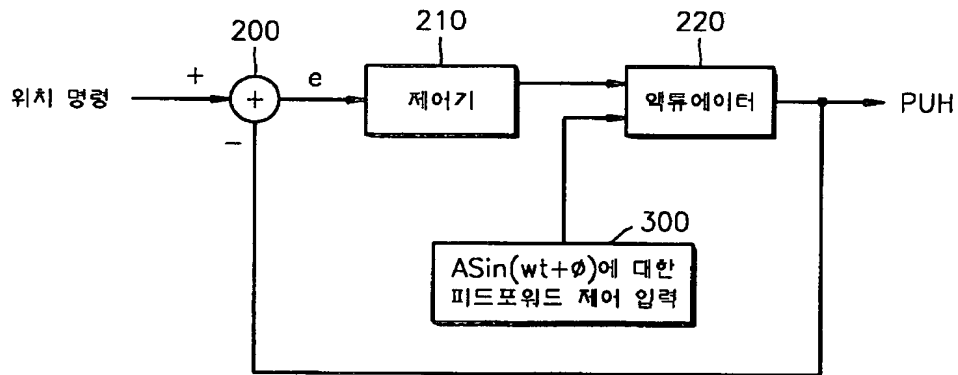 200
210
220
위치 명령
+
+
e
제어기
액튜에이터
PUH
−
300
ASin(wt+ø)에 대한
피드포워드 제어 입력